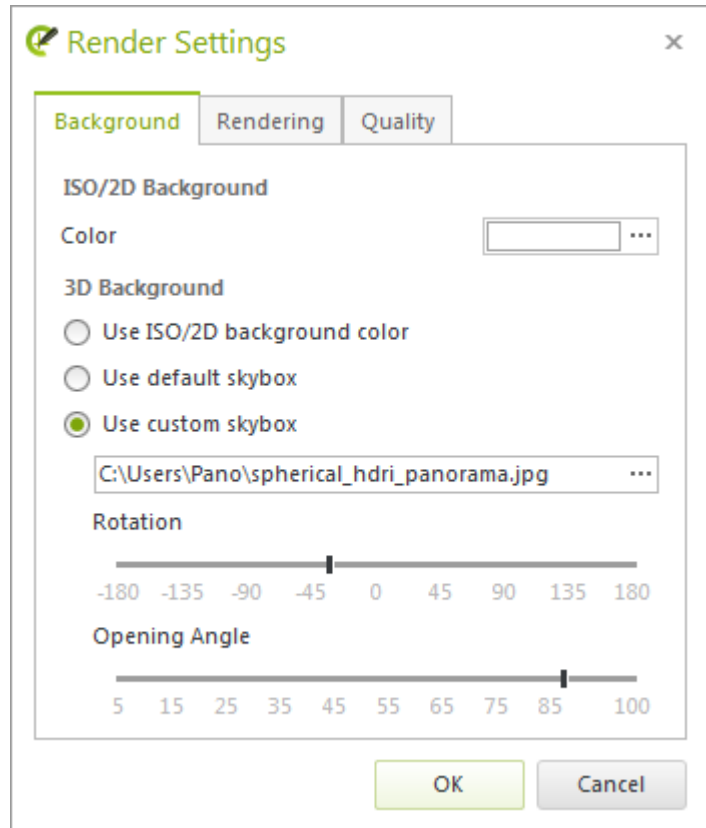 Render Settings
Background Rendering Quality
ISO/2D Background
Color ...
3D Background
Use ISO/2D background color
Use default skybox
Use custom skybox
C:\Users\Pano\spherical_hdri_panorama.jpg ...
Rotation
-180 -135 -90 -45 0 45 90 135 180
Opening Angle
5 15 25 35 45 55 65 75 85 100
OK Cancel